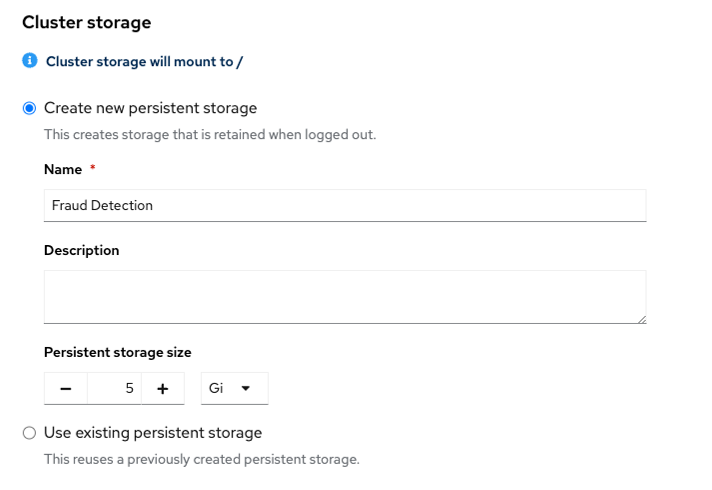 Cluster storage
Cluster storage will mount to /
Create new persistent storage
This creates storage that is retained when logged out.
Name *
Fraud Detection
Description
Persistent storage size
− 5 + Gi
Use existing persistent storage
This reuses a previously created persistent storage.